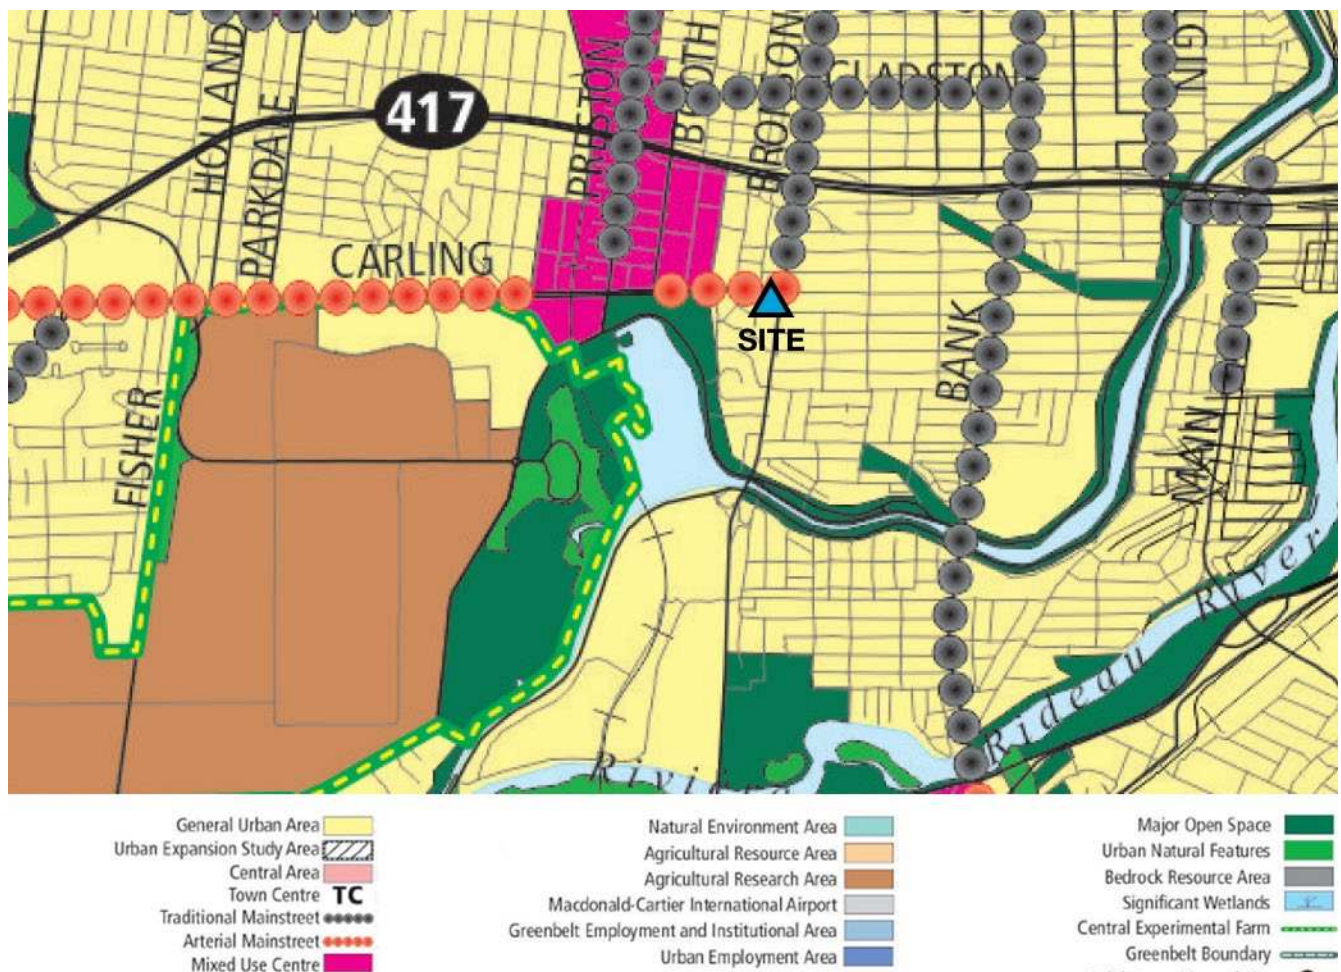 HOLLAND
PARKDALE
417
PRESTON
BOOTH
BRONSON
GLADSTONE
CARLING
SITE
BANK
FISHER
MAIN
Rideau River
Rivière
General Urban Area
Urban Expansion Study Area
Central Area
Town Centre TC
Traditional Mainstreet
Arterial Mainstreet
Mixed Use Centre
Natural Environment Area
Agricultural Resource Area
Agricultural Research Area
Macdonald-Cartier International Airport
Greenbelt Employment and Institutional Area
Urban Employment Area
Major Open Space
Urban Natural Features
Bedrock Resource Area
Significant Wetlands
Central Experimental Farm
Greenbelt Boundary